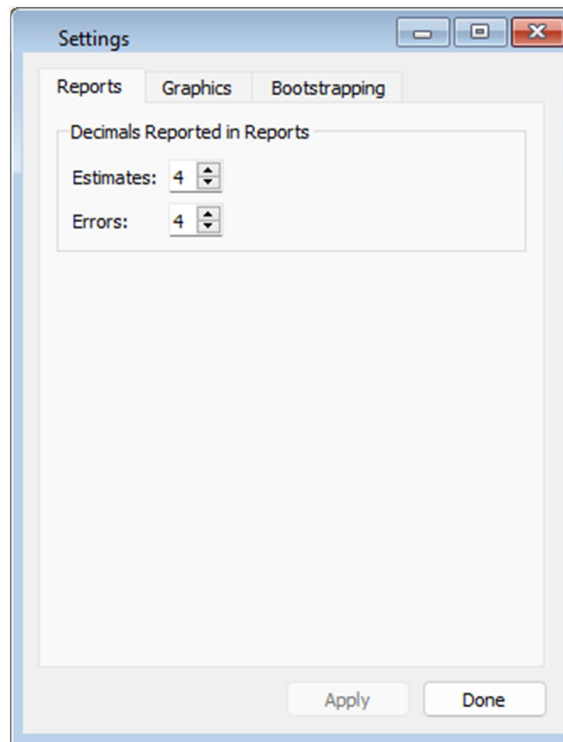 Settings
Reports Graphics Bootstrapping
Decimals Reported in Reports
Estimates: 4
Errors: 4
Apply Done